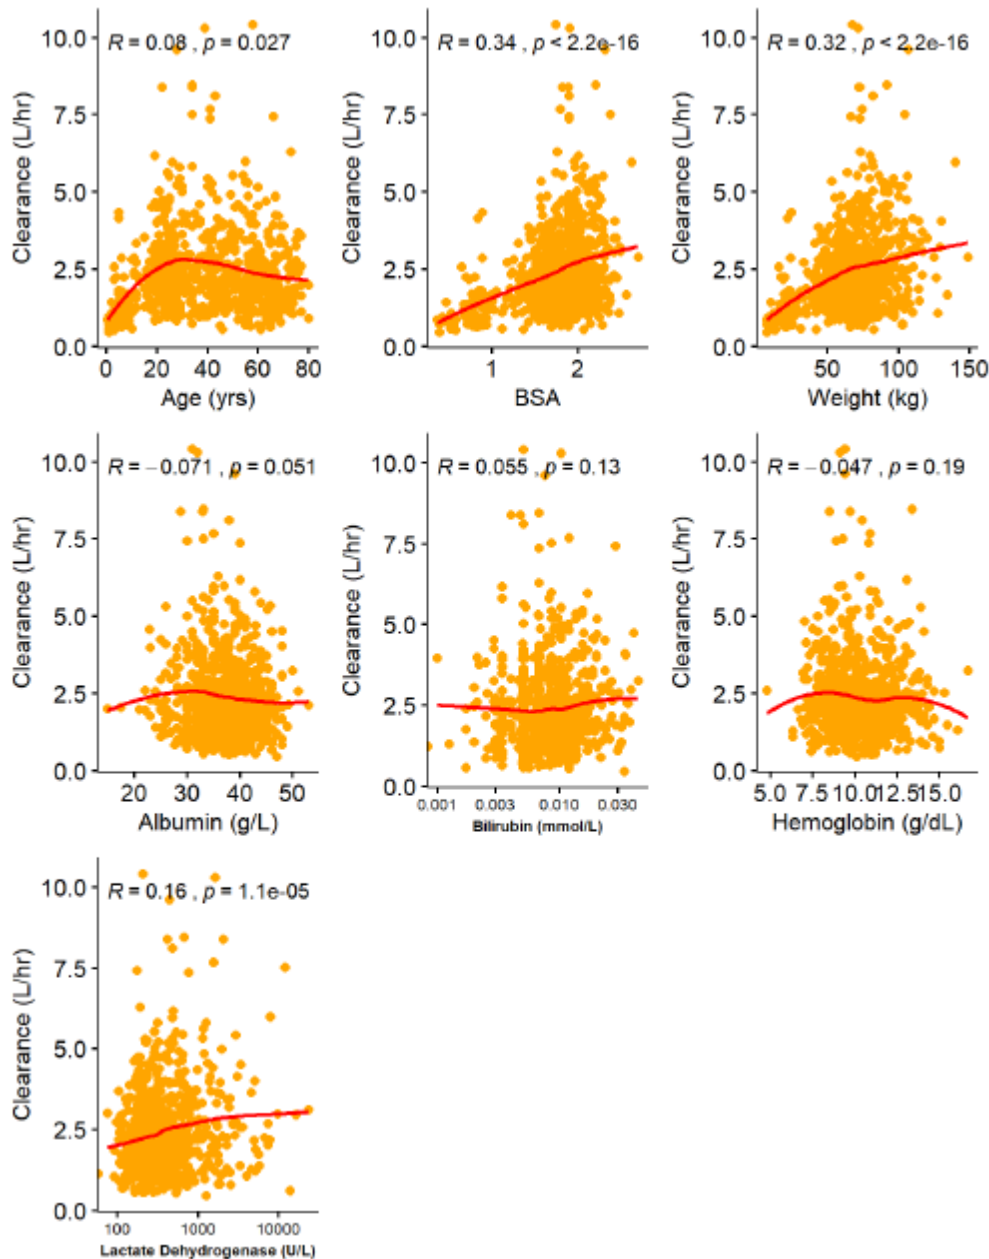 R = 0.08 , p = 0.027
10.0
7.5
5.0
2.5
0.0
Clearance (L/hr)
0 20 40 60 80
Age (yrs)
R = 0.34 , p < 2.2e-16
10.0
7.5
5.0
2.5
0.0
Clearance (L/hr)
1 2
BSA
R = 0.32 , p < 2.2e-16
10.0
7.5
5.0
2.5
0.0
Clearance (L/hr)
50 100 150
Weight (kg)
R = −0.071 , p = 0.051
10.0
7.5
5.0
2.5
0.0
Clearance (L/hr)
20 30 40 50
Albumin (g/L)
R = 0.055 , p = 0.13
10.0
7.5
5.0
2.5
0.0
Clearance (L/hr)
0.001 0.003 0.010 0.030
Bilirubin (mmol/L)
R = −0.047 , p = 0.19
10.0
7.5
5.0
2.5
0.0
Clearance (L/hr)
5.0 7.5 10.0 12.5 15.0
Hemoglobin (g/dL)
R = 0.16 , p = 1.1e-05
10.0
7.5
5.0
2.5
0.0
Clearance (L/hr)
100 1000 10000
Lactate Dehydrogenase (U/L)